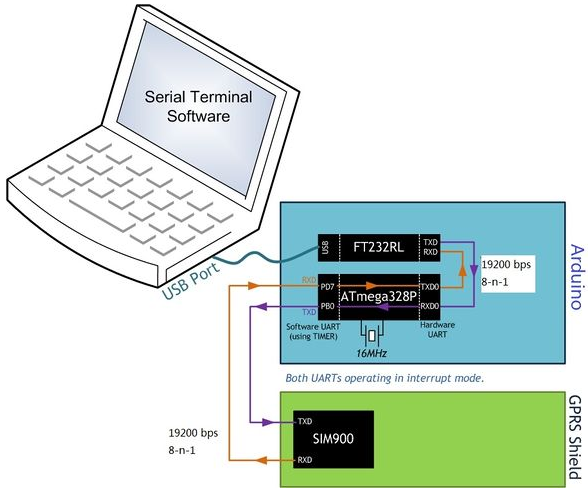 Serial Terminal
Software
USB Port
USB
FT232RL
TXD
RXD
19200 bps
8-n-1
Arduino
RXD
PD7
ATmega328P
TXD0
PB0
RXD0
TXD
Software UART
(using TIMER)
Hardware
UART
16MHz
Both UARTs operating in interrupt mode.
19200 bps
8-n-1
TXD
SIM900
RXD
GPRS Shield